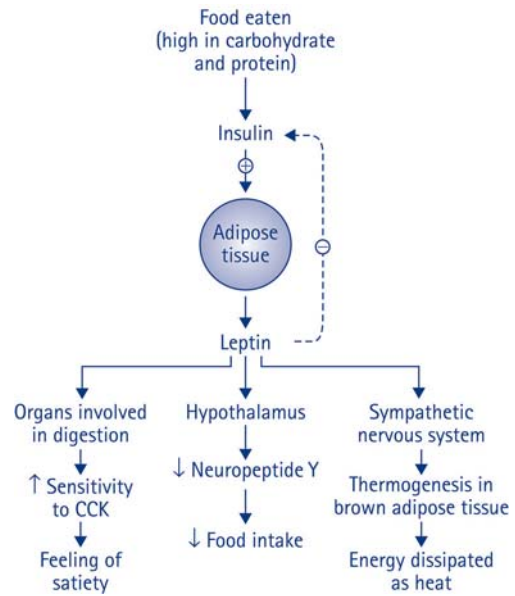 Food eaten
(high in carbohydrate
and protein)
Insulin
+
Adipose
tissue
−
Leptin
Organs involved
in digestion
↑ Sensitivity
to CCK
Feeling of
satiety
Hypothalamus
↓ Neuropeptide Y
↓ Food intake
Sympathetic
nervous system
Thermogenesis in
brown adipose tissue
Energy dissipated
as heat